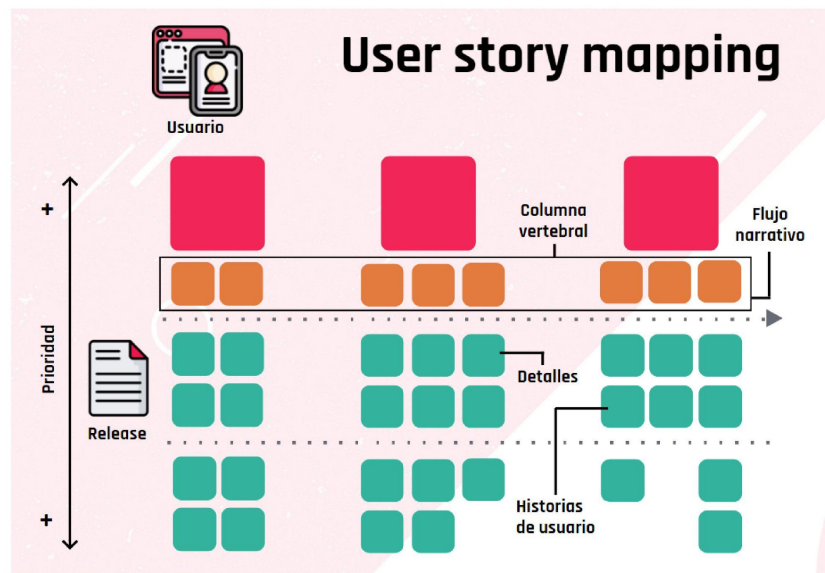 User story mapping
Usuario
+
Columna
vertebral
Flujo
narrativo
Prioridad
Detalles
Release
Historias
de usuario
+